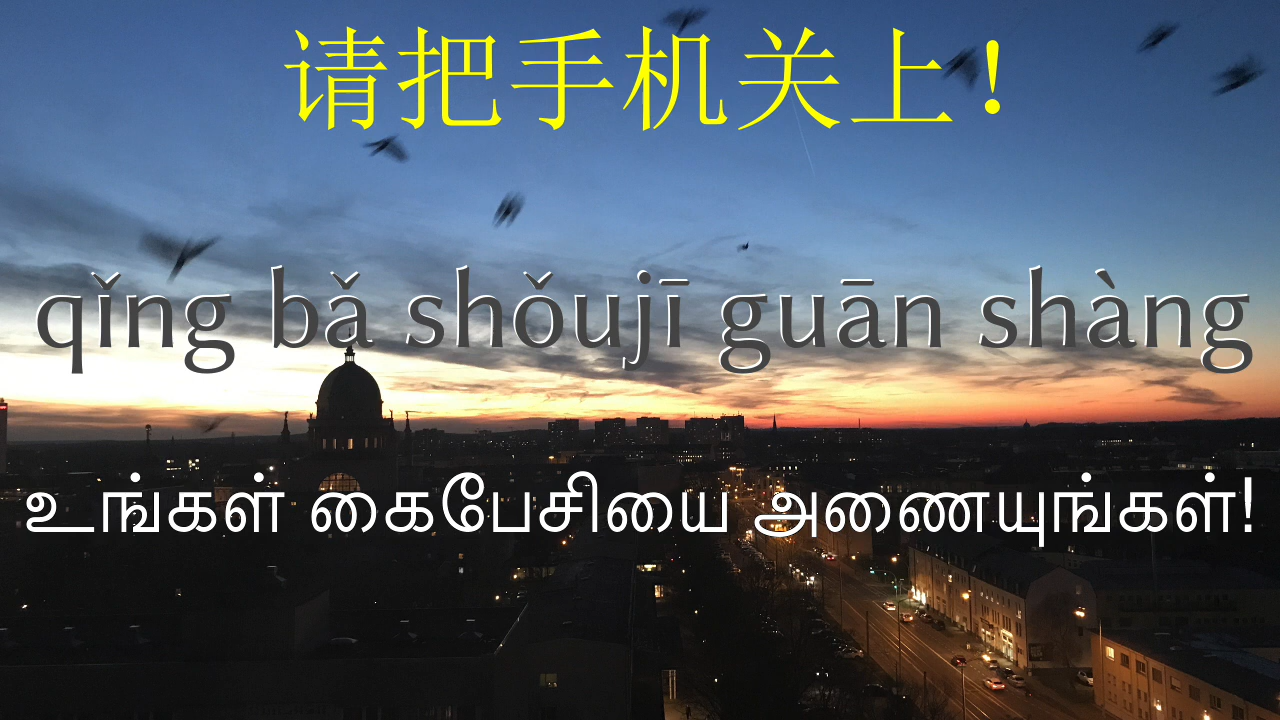 请把手机关上！
qǐng bǎ shǒujī guān shàng
உங்கள் கைபேசியை அணையுங்கள்!